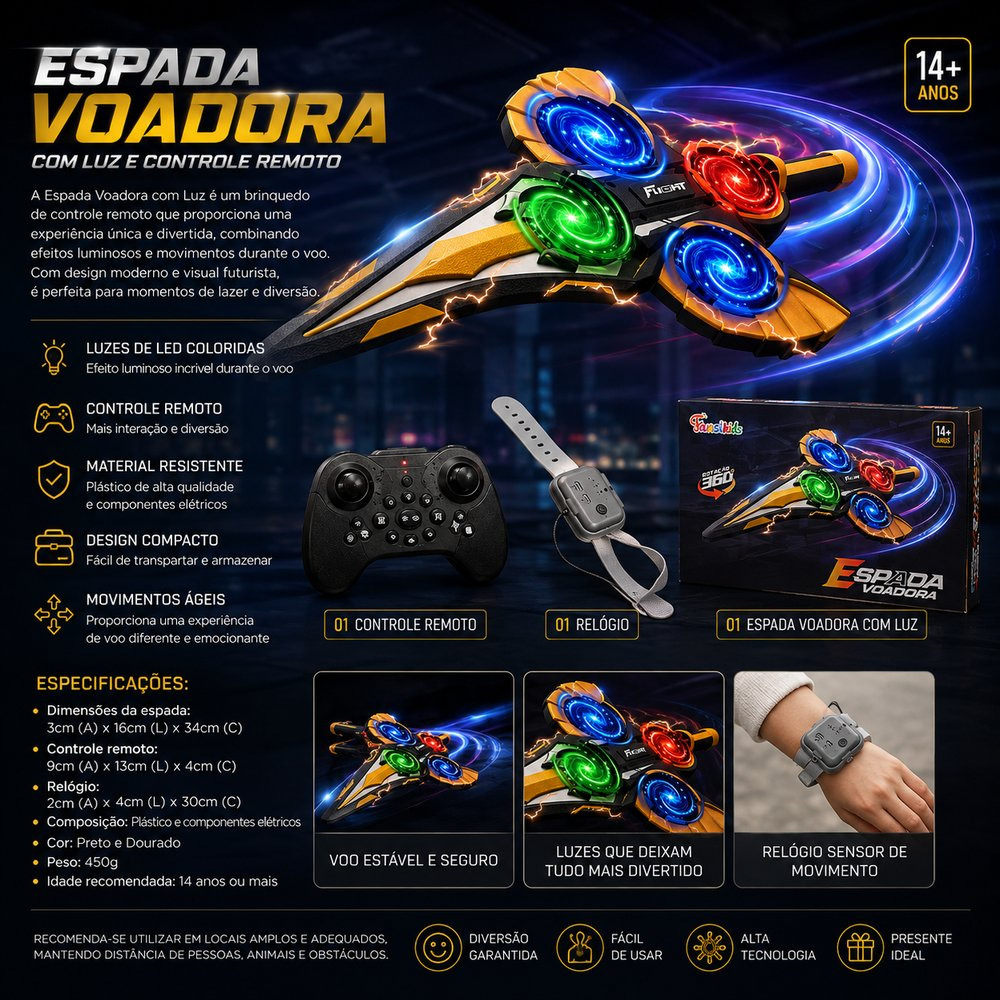 ESPADA
VOADORA
COM LUZ E CONTROLE REMOTO
14+
ANOS
A Espada Voadora com Luz é um brinquedo
de controle remoto que proporciona uma
experiência única e divertida, combinando
efeitos luminosos e movimentos durante o voo.
Com design moderno e visual futurista,
é perfeita para momentos de lazer e diversão.
FLIGHT
LUZES DE LED COLORIDAS
Efeito luminoso incrivel durante o voo
CONTROLE REMOTO
Mais interação e diversão
MATERIAL RESISTENTE
Plástico de alta qualidade
e componentes elétricos
DESIGN COMPACTO
Fácil de transpartar e armazenar
MOVIMENTOS ÁGEIS
Proporciona uma experiência
de voo diferente e emocionante
Fansikids
14+
ANOS
ROTAÇÃO
360°
ESPADA
VOADORA
01 CONTROLE REMOTO
01 RELÓGIO
01 ESPADA VOADORA COM LUZ
ESPECIFICAÇÕES:
• Dimensões da espada:
3cm (A) x 16cm (L) x 34cm (C)
• Controle remoto:
9cm (A) x 13cm (L) x 4cm (C)
• Relógio:
2cm (A) x 4cm (L) x 30cm (C)
• Composição: Plástico e componentes elétricos
• Cor: Preto e Dourado
• Peso: 450g
• Idade recomendada: 14 anos ou mais
VOO ESTÁVEL E SEGURO
LUZES QUE DEIXAM
TUDO MAIS DIVERTIDO
RELÓGIO SENSOR DE
MOVIMENTO
RECOMENDA-SE UTILIZAR EM LOCAIS AMPLOS E ADEQUADOS,
MANTENDO DISTÂNCIA DE PESSOAS, ANIMAIS E OBSTÁCULOS.
DIVERSÃO
GARANTIDA
FÁCIL
DE USAR
ALTA
TECNOLOGIA
PRESENTE
IDEAL